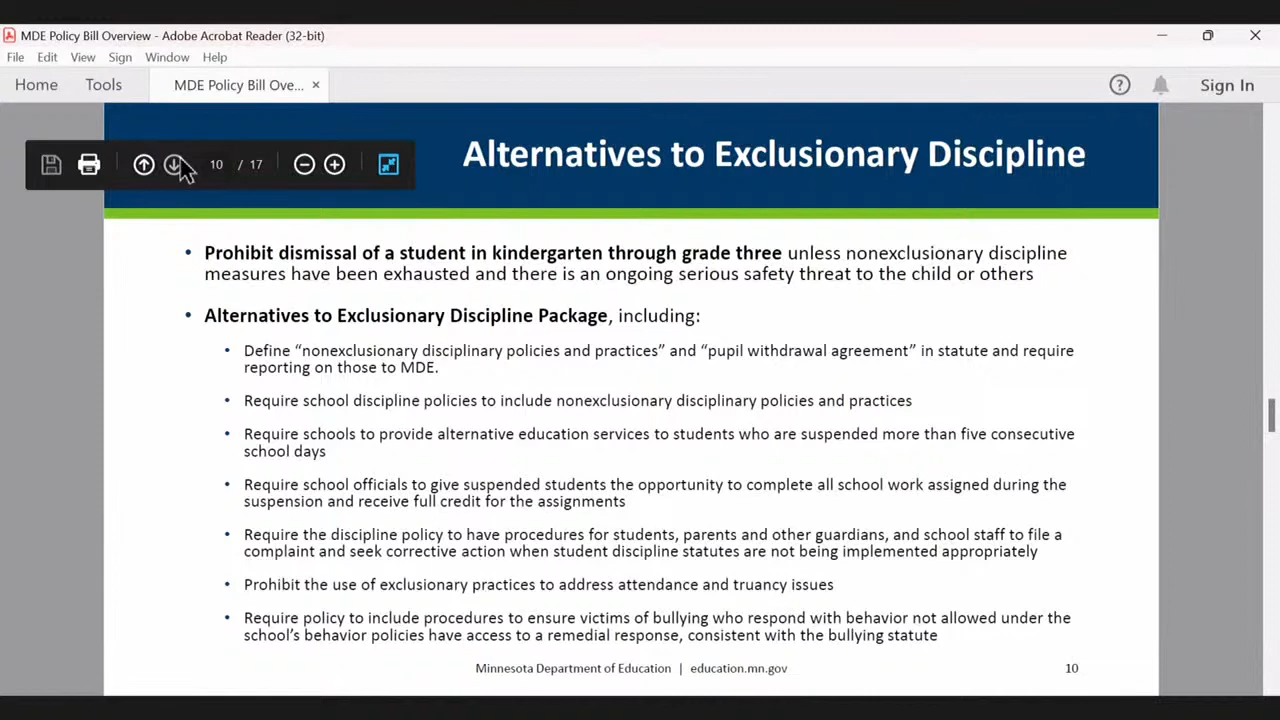 MDE Policy Bill Overview - Adobe Acrobat Reader (32-bit)
File Edit View Sign Window Help
Home Tools MDE Policy Bill Ove... × ? Sign In
10 / 17
Alternatives to Exclusionary Discipline
• Prohibit dismissal of a student in kindergarten through grade three unless nonexclusionary discipline
measures have been exhausted and there is an ongoing serious safety threat to the child or others
• Alternatives to Exclusionary Discipline Package, including:
• Define “nonexclusionary disciplinary policies and practices” and “pupil withdrawal agreement” in statute and require
reporting on those to MDE.
• Require school discipline policies to include nonexclusionary disciplinary policies and practices
• Require schools to provide alternative education services to students who are suspended more than five consecutive
school days
• Require school officials to give suspended students the opportunity to complete all school work assigned during the
suspension and receive full credit for the assignments
• Require the discipline policy to have procedures for students, parents and other guardians, and school staff to file a
complaint and seek corrective action when student discipline statutes are not being implemented appropriately
• Prohibit the use of exclusionary practices to address attendance and truancy issues
• Require policy to include procedures to ensure victims of bullying who respond with behavior not allowed under the
school’s behavior policies have access to a remedial response, consistent with the bullying statute
Minnesota Department of Education | education.mn.gov 10